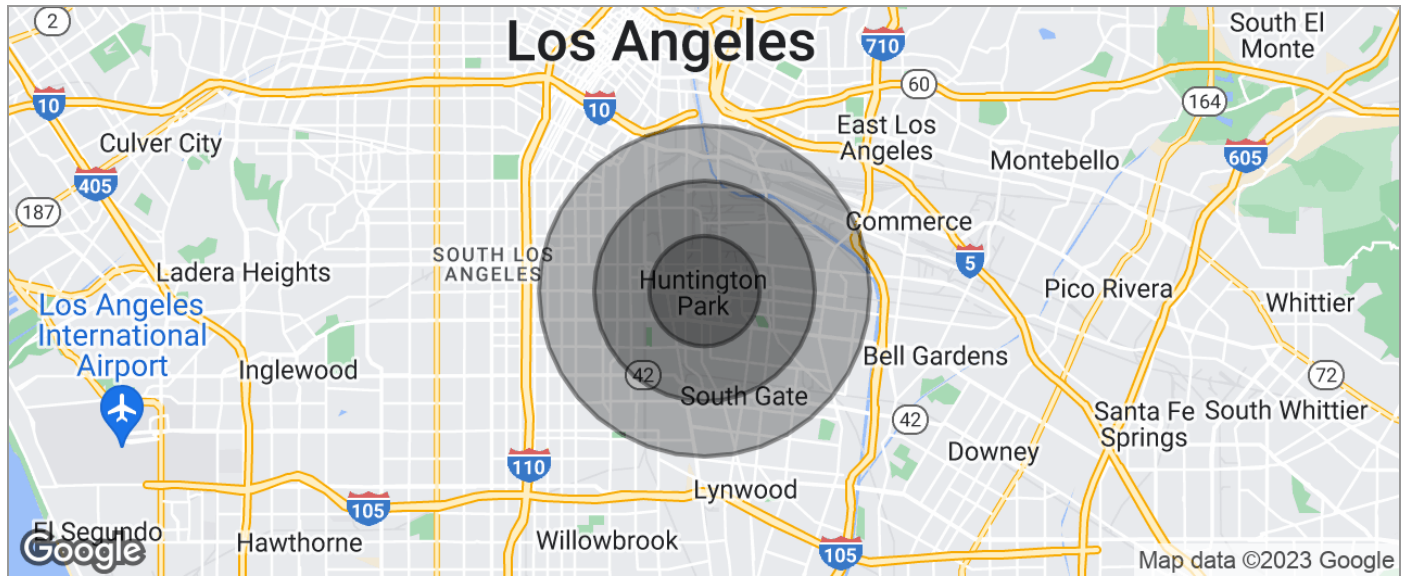 2
Los Angeles
710
South El
Monte
10
10
60
164
Culver City
East Los
Angeles
Montebello
605
405
187
Commerce
SOUTH LOS
ANGELES
Ladera Heights
5
Huntington
Park
Pico Rivera
Whittier
Los Angeles
International
Airport
Inglewood
42
Bell Gardens
72
South Gate
42
Santa Fe
Springs
South Whittier
Downey
110
Lynwood
105
El Segundo
Hawthorne
Willowbrook
105
Google
Map data ©2023 Google